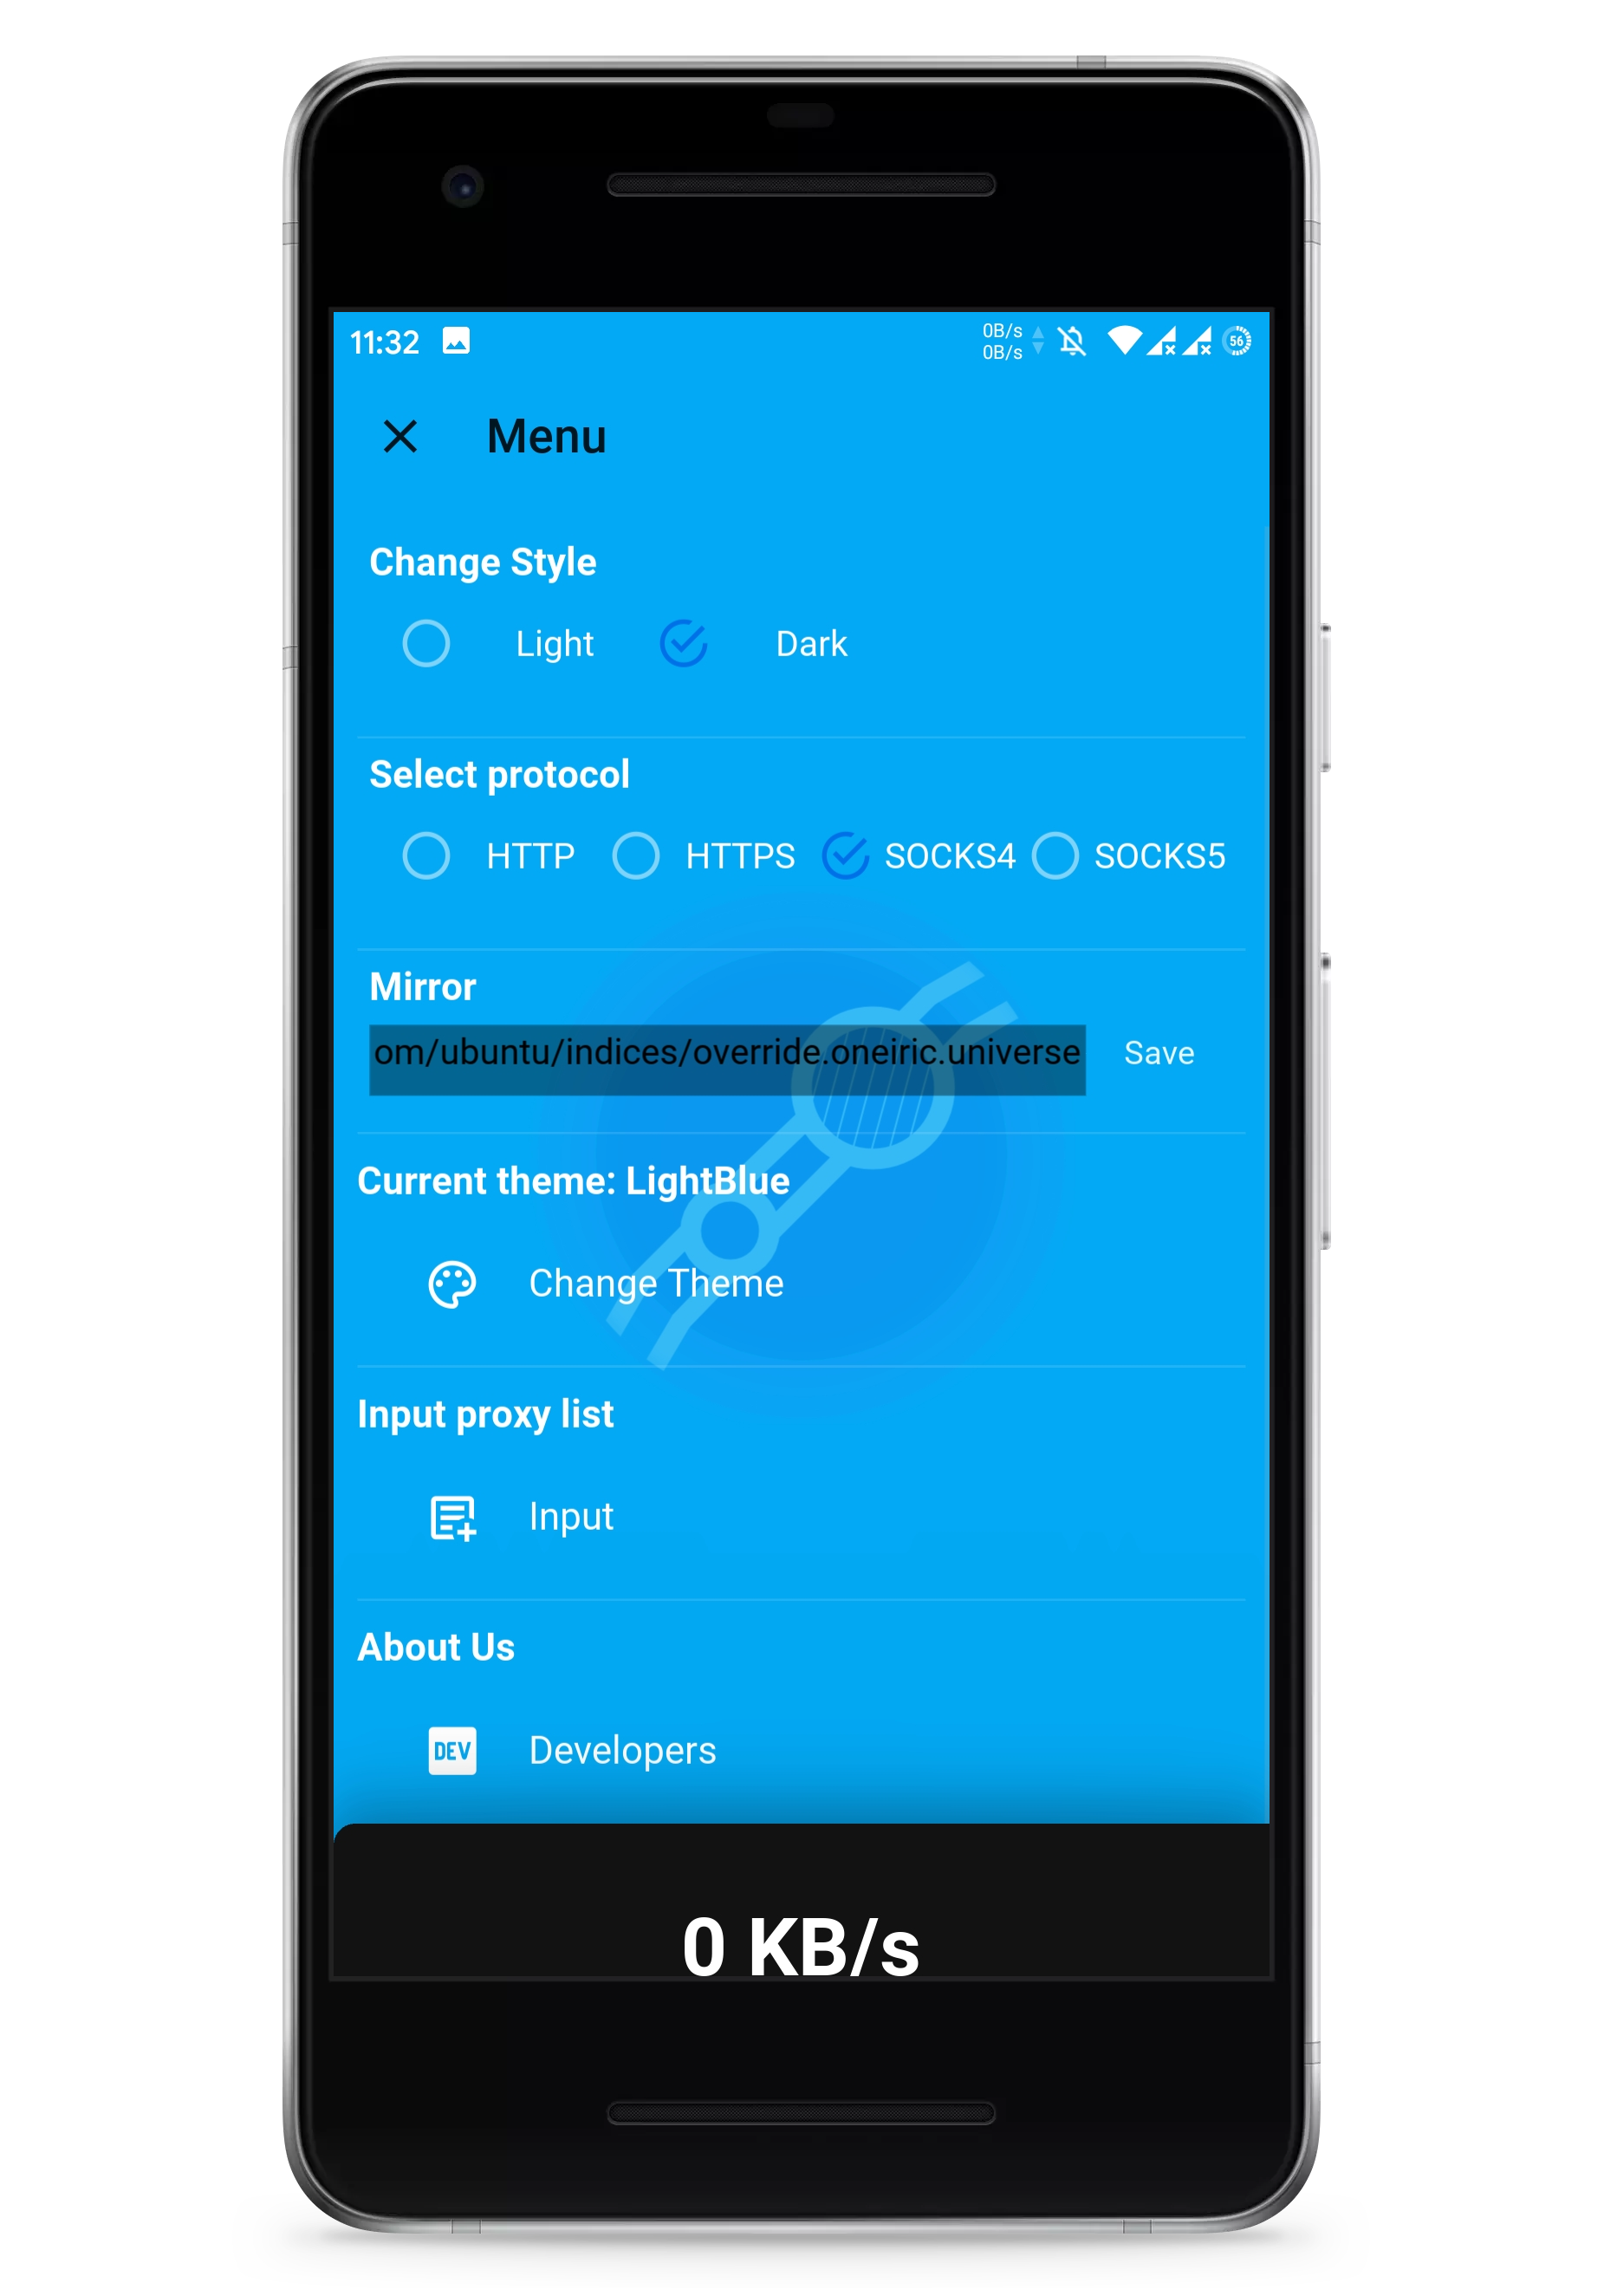 11:32 0B/s 56
0B/s
Menu
Change Style
Light Dark
Select protocol
HTTP HTTPS SOCKS4 SOCKS5
Mirror
om/ubuntu/indices/override.oneiric.universe Save
Current theme: LightBlue
Change Theme
Input proxy list
Input
About Us
DEV Developers
0 KB/s